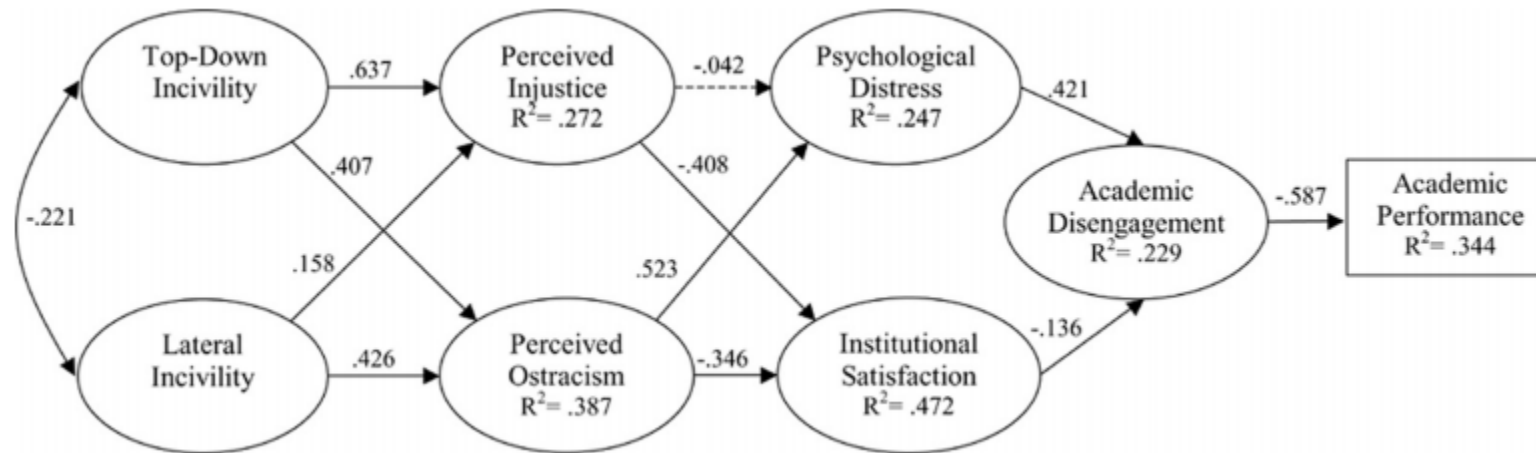 Top-Down
Incivility
.637
Perceived
Injustice
R²= .272
-.042
Psychological
Distress
R²= .247
.421
.407
-.408
-.221
Academic
Disengagement
R²= .229
-.587
Academic
Performance
R²= .344
.158
.523
Lateral
Incivility
.426
Perceived
Ostracism
R²= .387
-.346
Institutional
Satisfaction
R²= .472
-.136